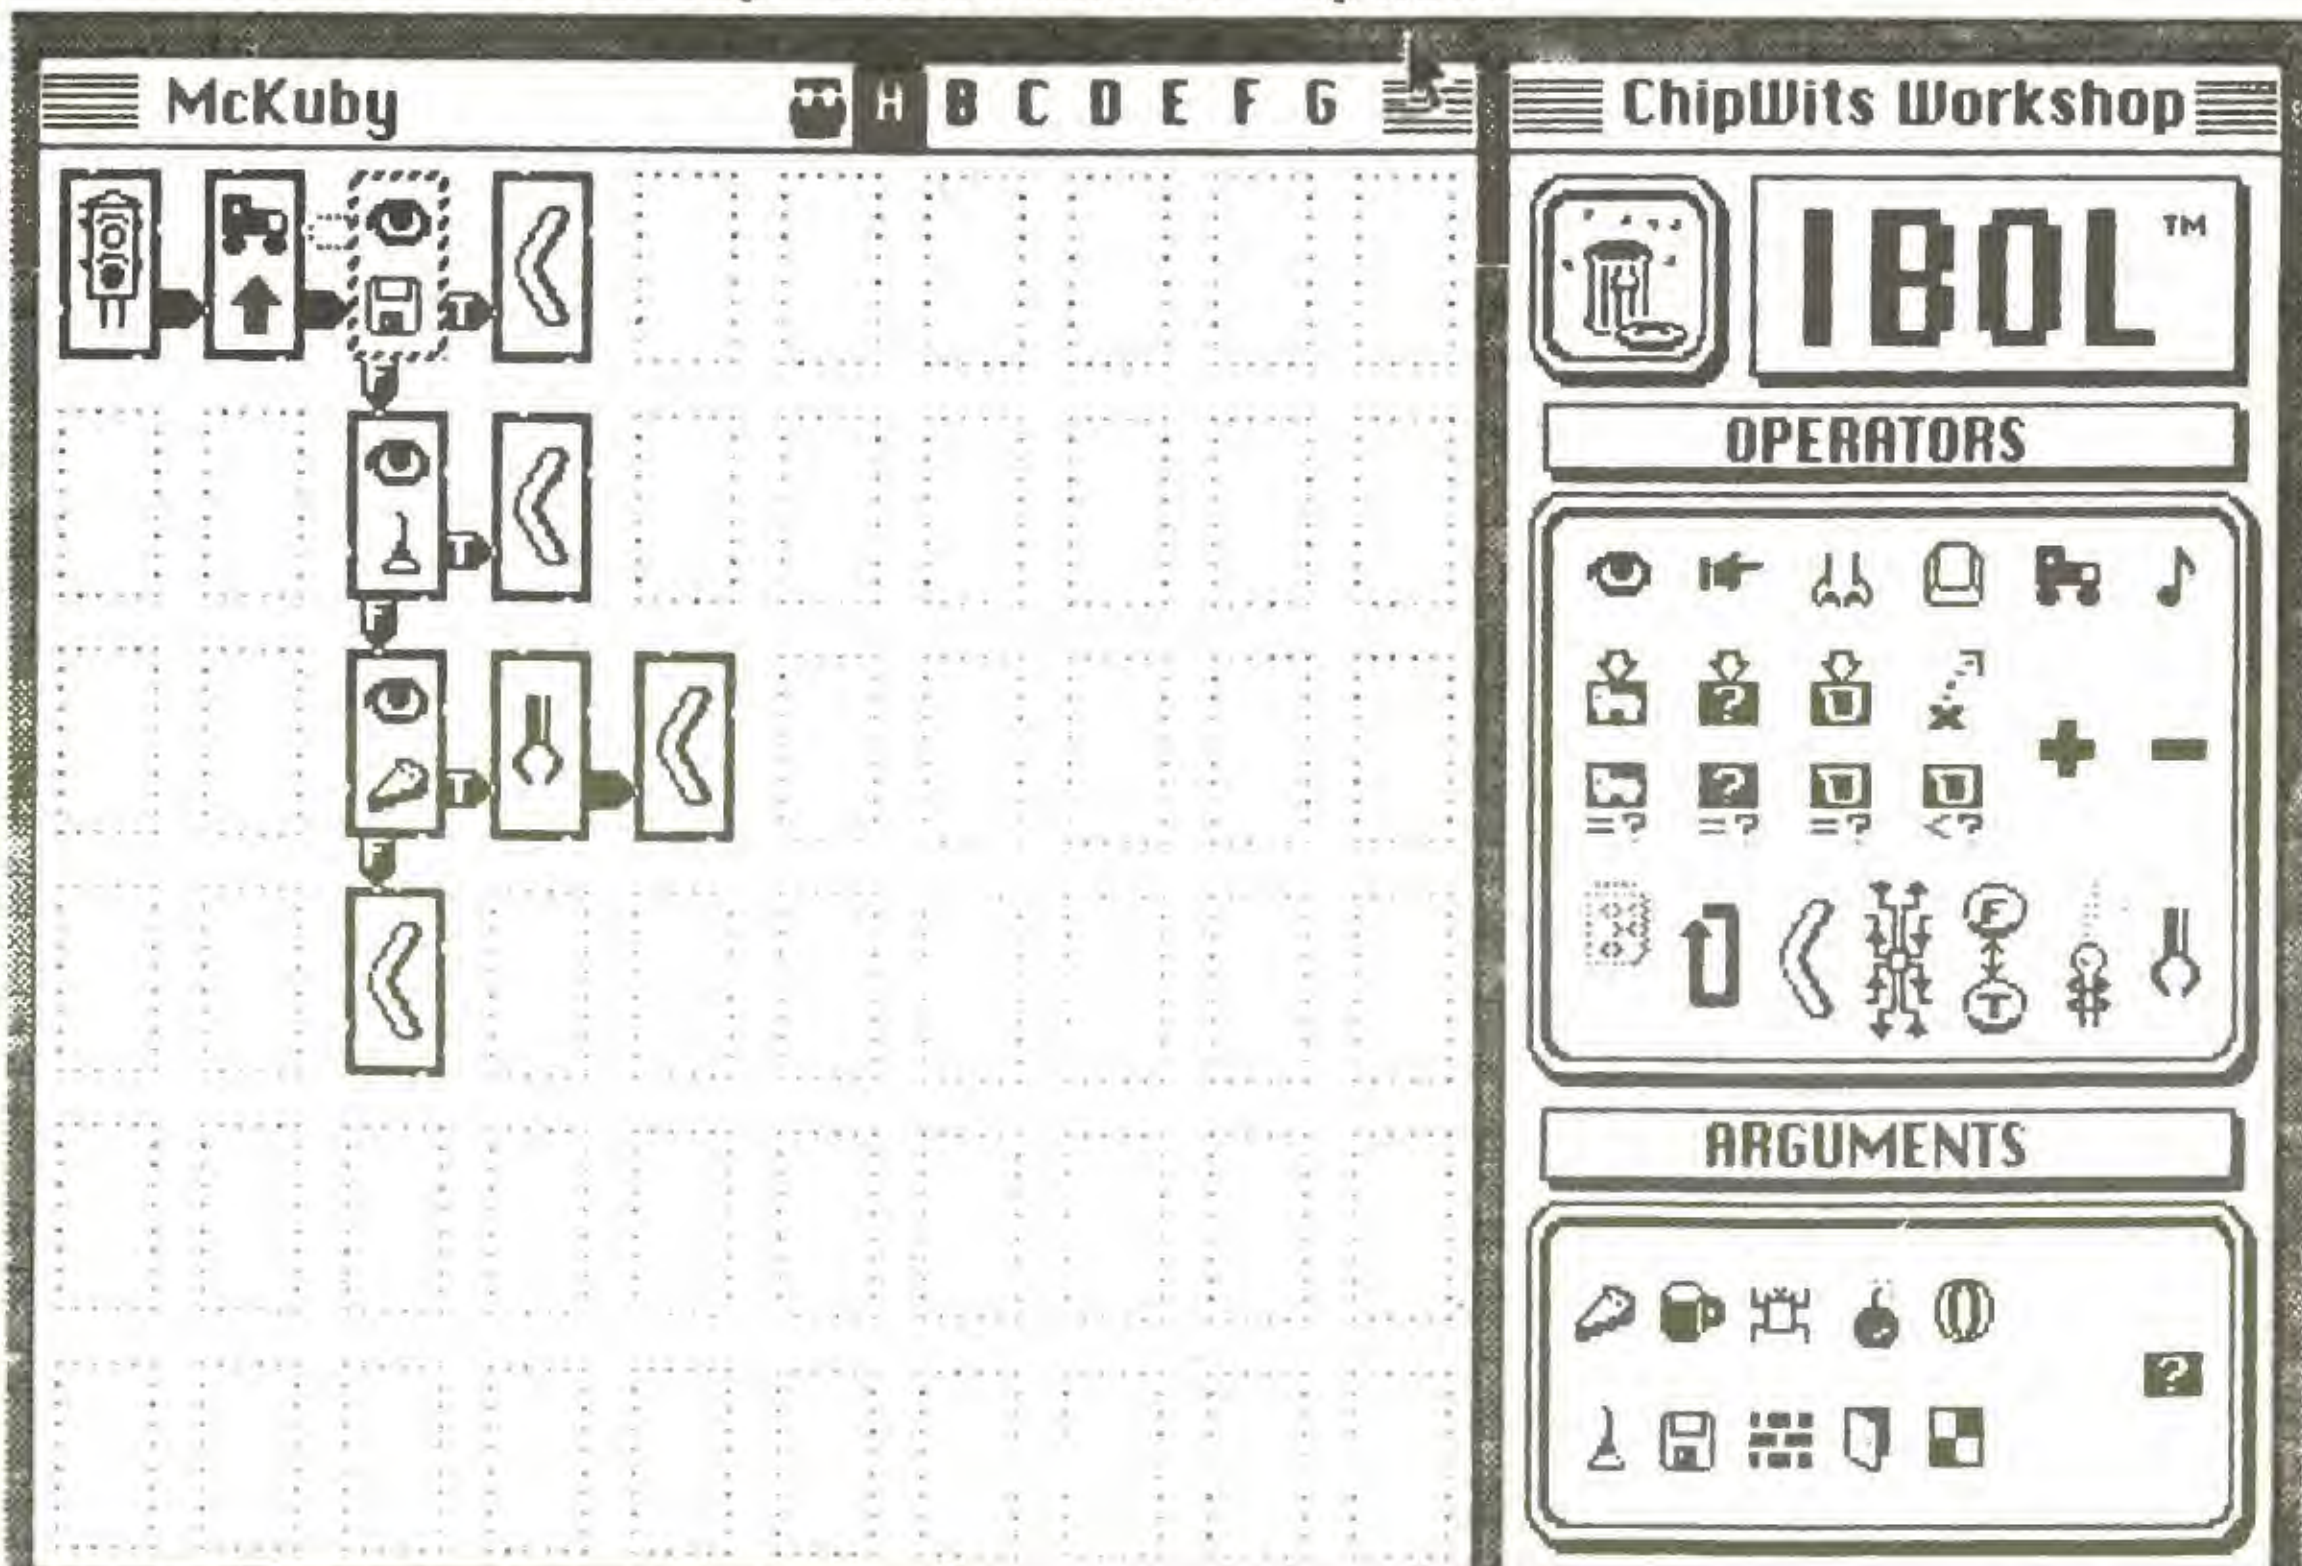 McKuby A B C D E F G
ChipWits Workshop
IBOL™
OPERATORS
T
F
T
F
T
F
?
=? ?=? =? <?
F
T
ARGUMENTS
?